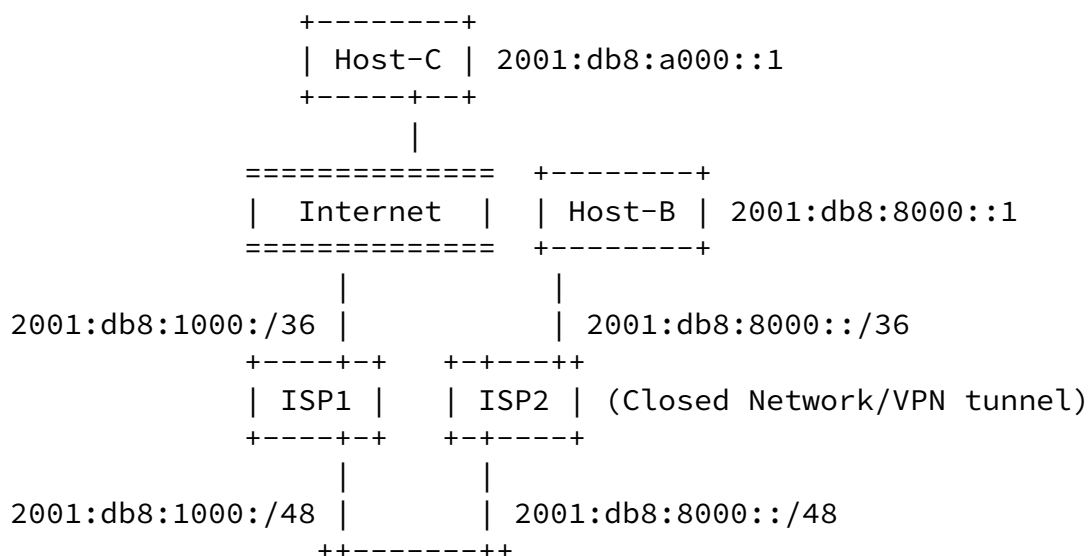 +--------+
| Host-C | 2001:db8:a000::1
+-----+--+
|
============== +--------+
| Internet | | Host-B | 2001:db8:8000::1
============== +--------+
| |
2001:db8:1000:/36 | | 2001:db8:8000::/36
+----+-+ +-+---++
| ISP1 | | ISP2 | (Closed Network/VPN tunnel)
+----+-+ +-+----+
| |
2001:db8:1000:/48 | | 2001:db8:8000::/48
++-------++